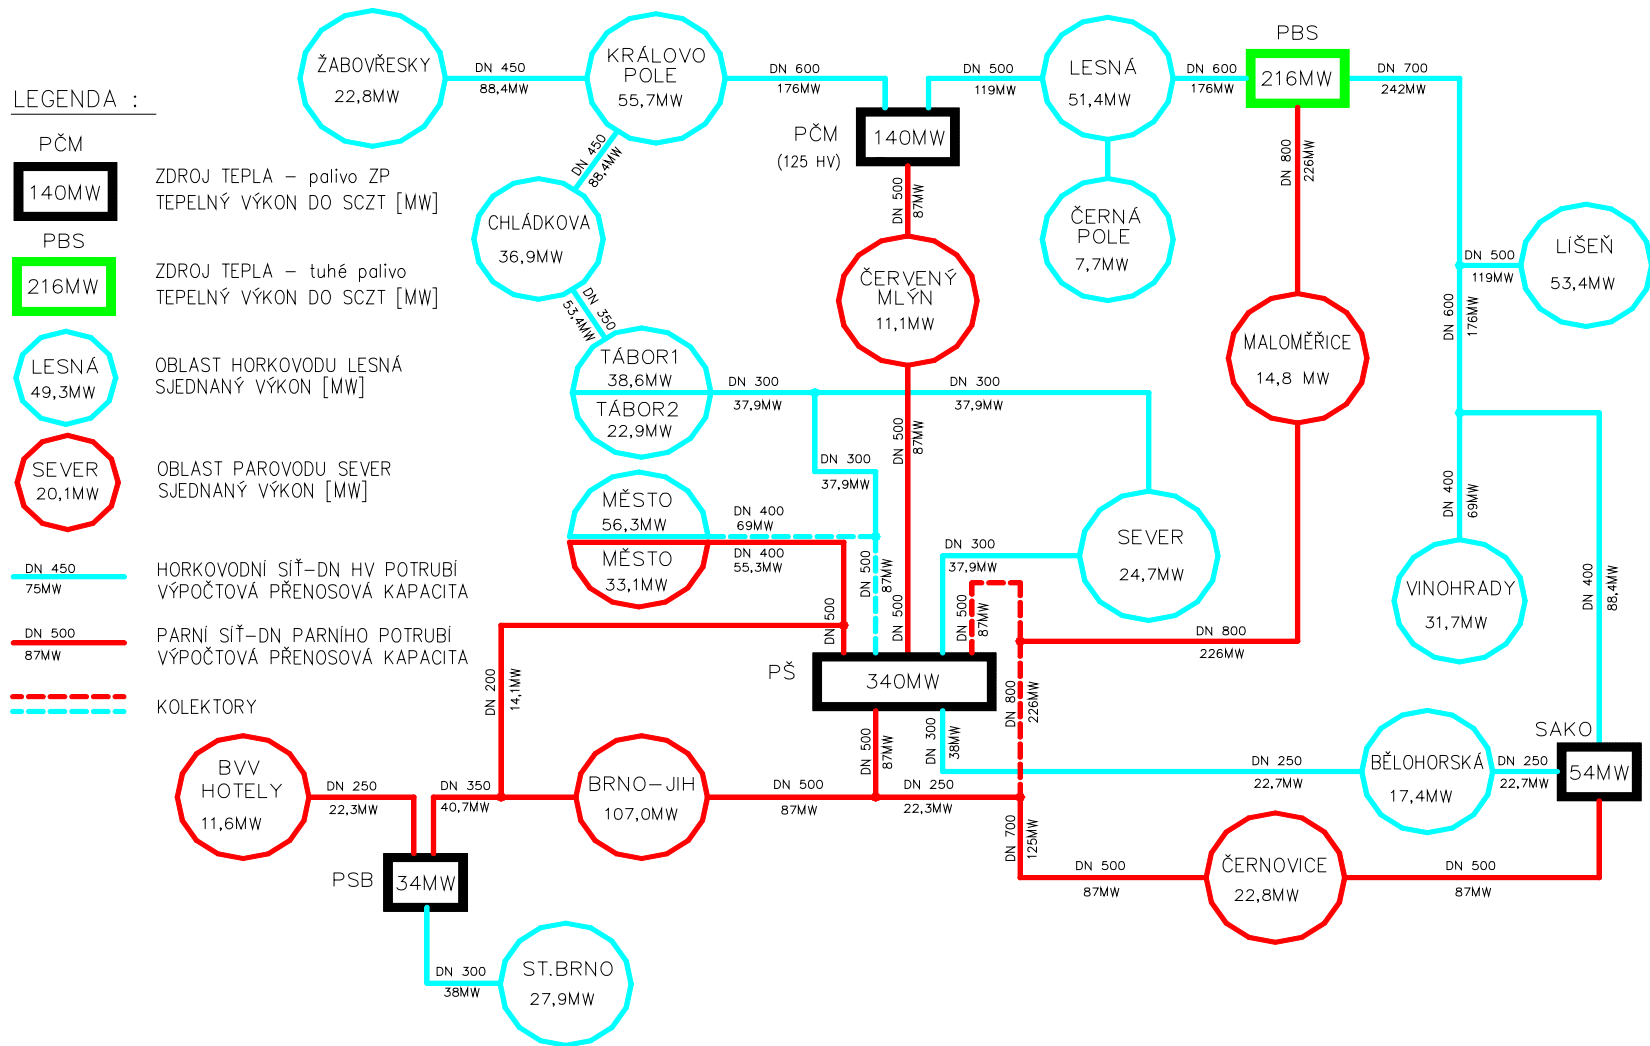 LEGENDA :
PČM
140MW
ZDROJ TEPLA – palivo ZP
TEPELNÝ VÝKON DO SCZT [MW]
PBS
216MW
ZDROJ TEPLA – tuhé palivo
TEPELNÝ VÝKON DO SCZT [MW]
LESNÁ
49,3MW
OBLAST HORKOVODU LESNÁ
SJEDNANÝ VÝKON [MW]
SEVER
20,1MW
OBLAST PAROVODU SEVER
SJEDNANÝ VÝKON [MW]
DN 450
75MW
HORKOVODNÍ SÍŤ–DN HV POTRUBÍ
VÝPOČTOVÁ PŘENOSOVÁ KAPACITA
DN 500
87MW
PARNÍ SÍŤ–DN PARNÍHO POTRUBÍ
VÝPOČTOVÁ PŘENOSOVÁ KAPACITA
KOLEKTORY
ŽABOVŘESKY
22,8MW
DN 450
88,4MW
KRÁLOVO
POLE
55,7MW
DN 600
176MW
PČM
(125 HV)
140MW
DN 500
119MW
LESNÁ
51,4MW
DN 600
176MW
PBS
216MW
DN 700
242MW
DN 450
88.4MW
CHLÁDKOVA
36,9MW
DN 350
53,4MW
DN 500
87MW
ČERVENÝ
MLÝN
11,1MW
ČERNÁ
POLE
7,7MW
DN 800
226MW
MALOMĚŘICE
14,8 MW
DN 500
119MW
LÍŠEŇ
53,4MW
DN 600
176MW
TÁBOR1
38,6MW
TÁBOR2
22,9MW
DN 300
37,9MW
DN 300
37,9MW
DN 300
37,9MW
DN 500
87MW
MĚSTO
56,3MW
MĚSTO
33,1MW
DN 400
69MW
DN 400
55,3MW
DN 500
87MW
DN 500
DN 500
DN 300
37,9MW
SEVER
24,7MW
DN 500
87MW
DN 800
226MW
DN 400
69MW
VINOHRADY
31,7MW
DN 400
88,4MW
PŠ
340MW
DN 200
14,1MW
DN 800
226MW
DN 500
87MW
DN 300
38MW
BVV
HOTELY
11,6MW
DN 250
22,3MW
DN 350
40,7MW
BRNO–JIH
107,0MW
DN 500
87MW
DN 250
22,3MW
DN 250
22,7MW
BĚLOHORSKÁ
17,4MW
DN 250
22,7MW
SAKO
54MW
PSB
34MW
DN 700
125MW
DN 500
87MW
ČERNOVICE
22,8MW
DN 500
87MW
DN 300
38MW
ST.BRNO
27,9MW